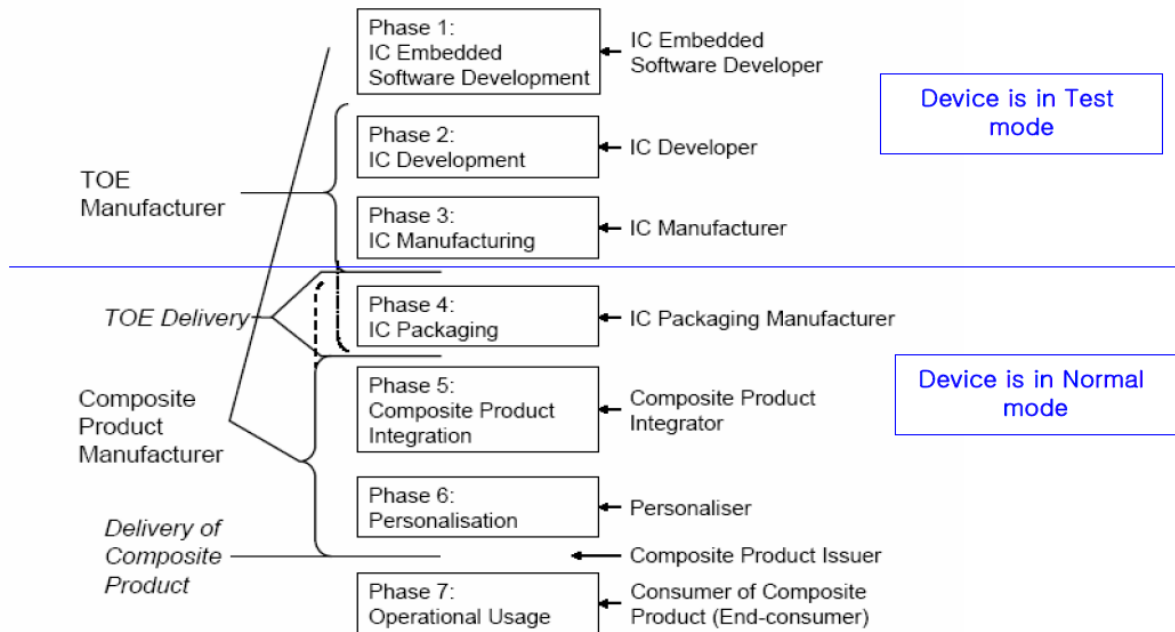 Phase 1:
IC Embedded
Software Development
IC Embedded
Software Developer
Device is in Test
mode
Phase 2:
IC Development
IC Developer
TOE
Manufacturer
Phase 3:
IC Manufacturing
IC Manufacturer
TOE Delivery
Phase 4:
IC Packaging
IC Packaging Manufacturer
Device is in Normal
mode
Composite
Product
Manufacturer
Phase 5:
Composite Product
Integration
Composite Product
Integrator
Phase 6:
Personalisation
Personaliser
Delivery of
Composite
Product
Composite Product Issuer
Phase 7:
Operational Usage
Consumer of Composite
Product (End-consumer)